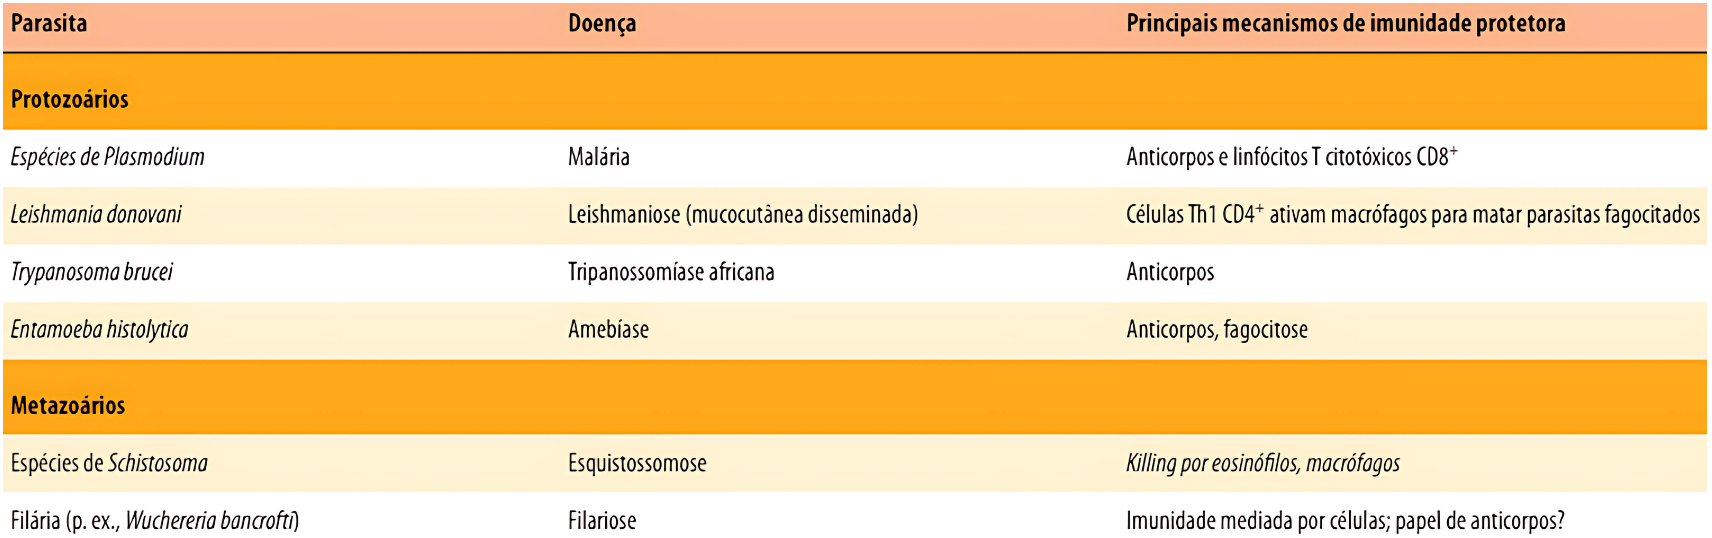 Parasita Doença Principais mecanismos de imunidade protetora
Protozoários
Espécies de Plasmodium Malária Anticorpos e linfócitos T citotóxicos CD8+
Leishmania donovani Leishmaniose (mucocutânea disseminada) Células Th1 CD4+ ativam macrófagos para matar parasitas fagocitados
Trypanosoma brucei Tripanossomíase africana Anticorpos
Entamoeba histolytica Amebíase Anticorpos, fagocitose
Metazoários
Espécies de Schistosoma Esquistossomose Killing por eosinófilos, macrófagos
Filária (p. ex., Wuchereria bancrofti) Filariose Imunidade mediada por células; papel de anticorpos?